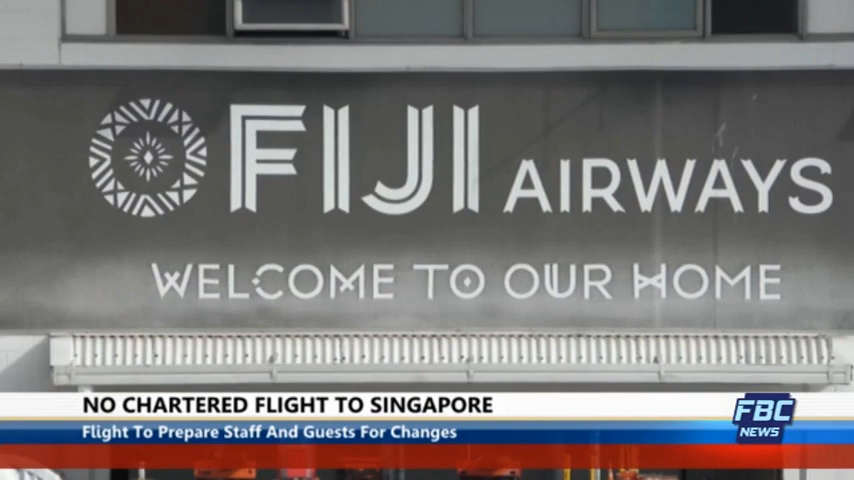 FIJI AIRWAYS
WELCOME TO OUR HOME
NO CHARTERED FLIGHT TO SINGAPORE
Flight To Prepare Staff And Guests For Changes
FBC
NEWS